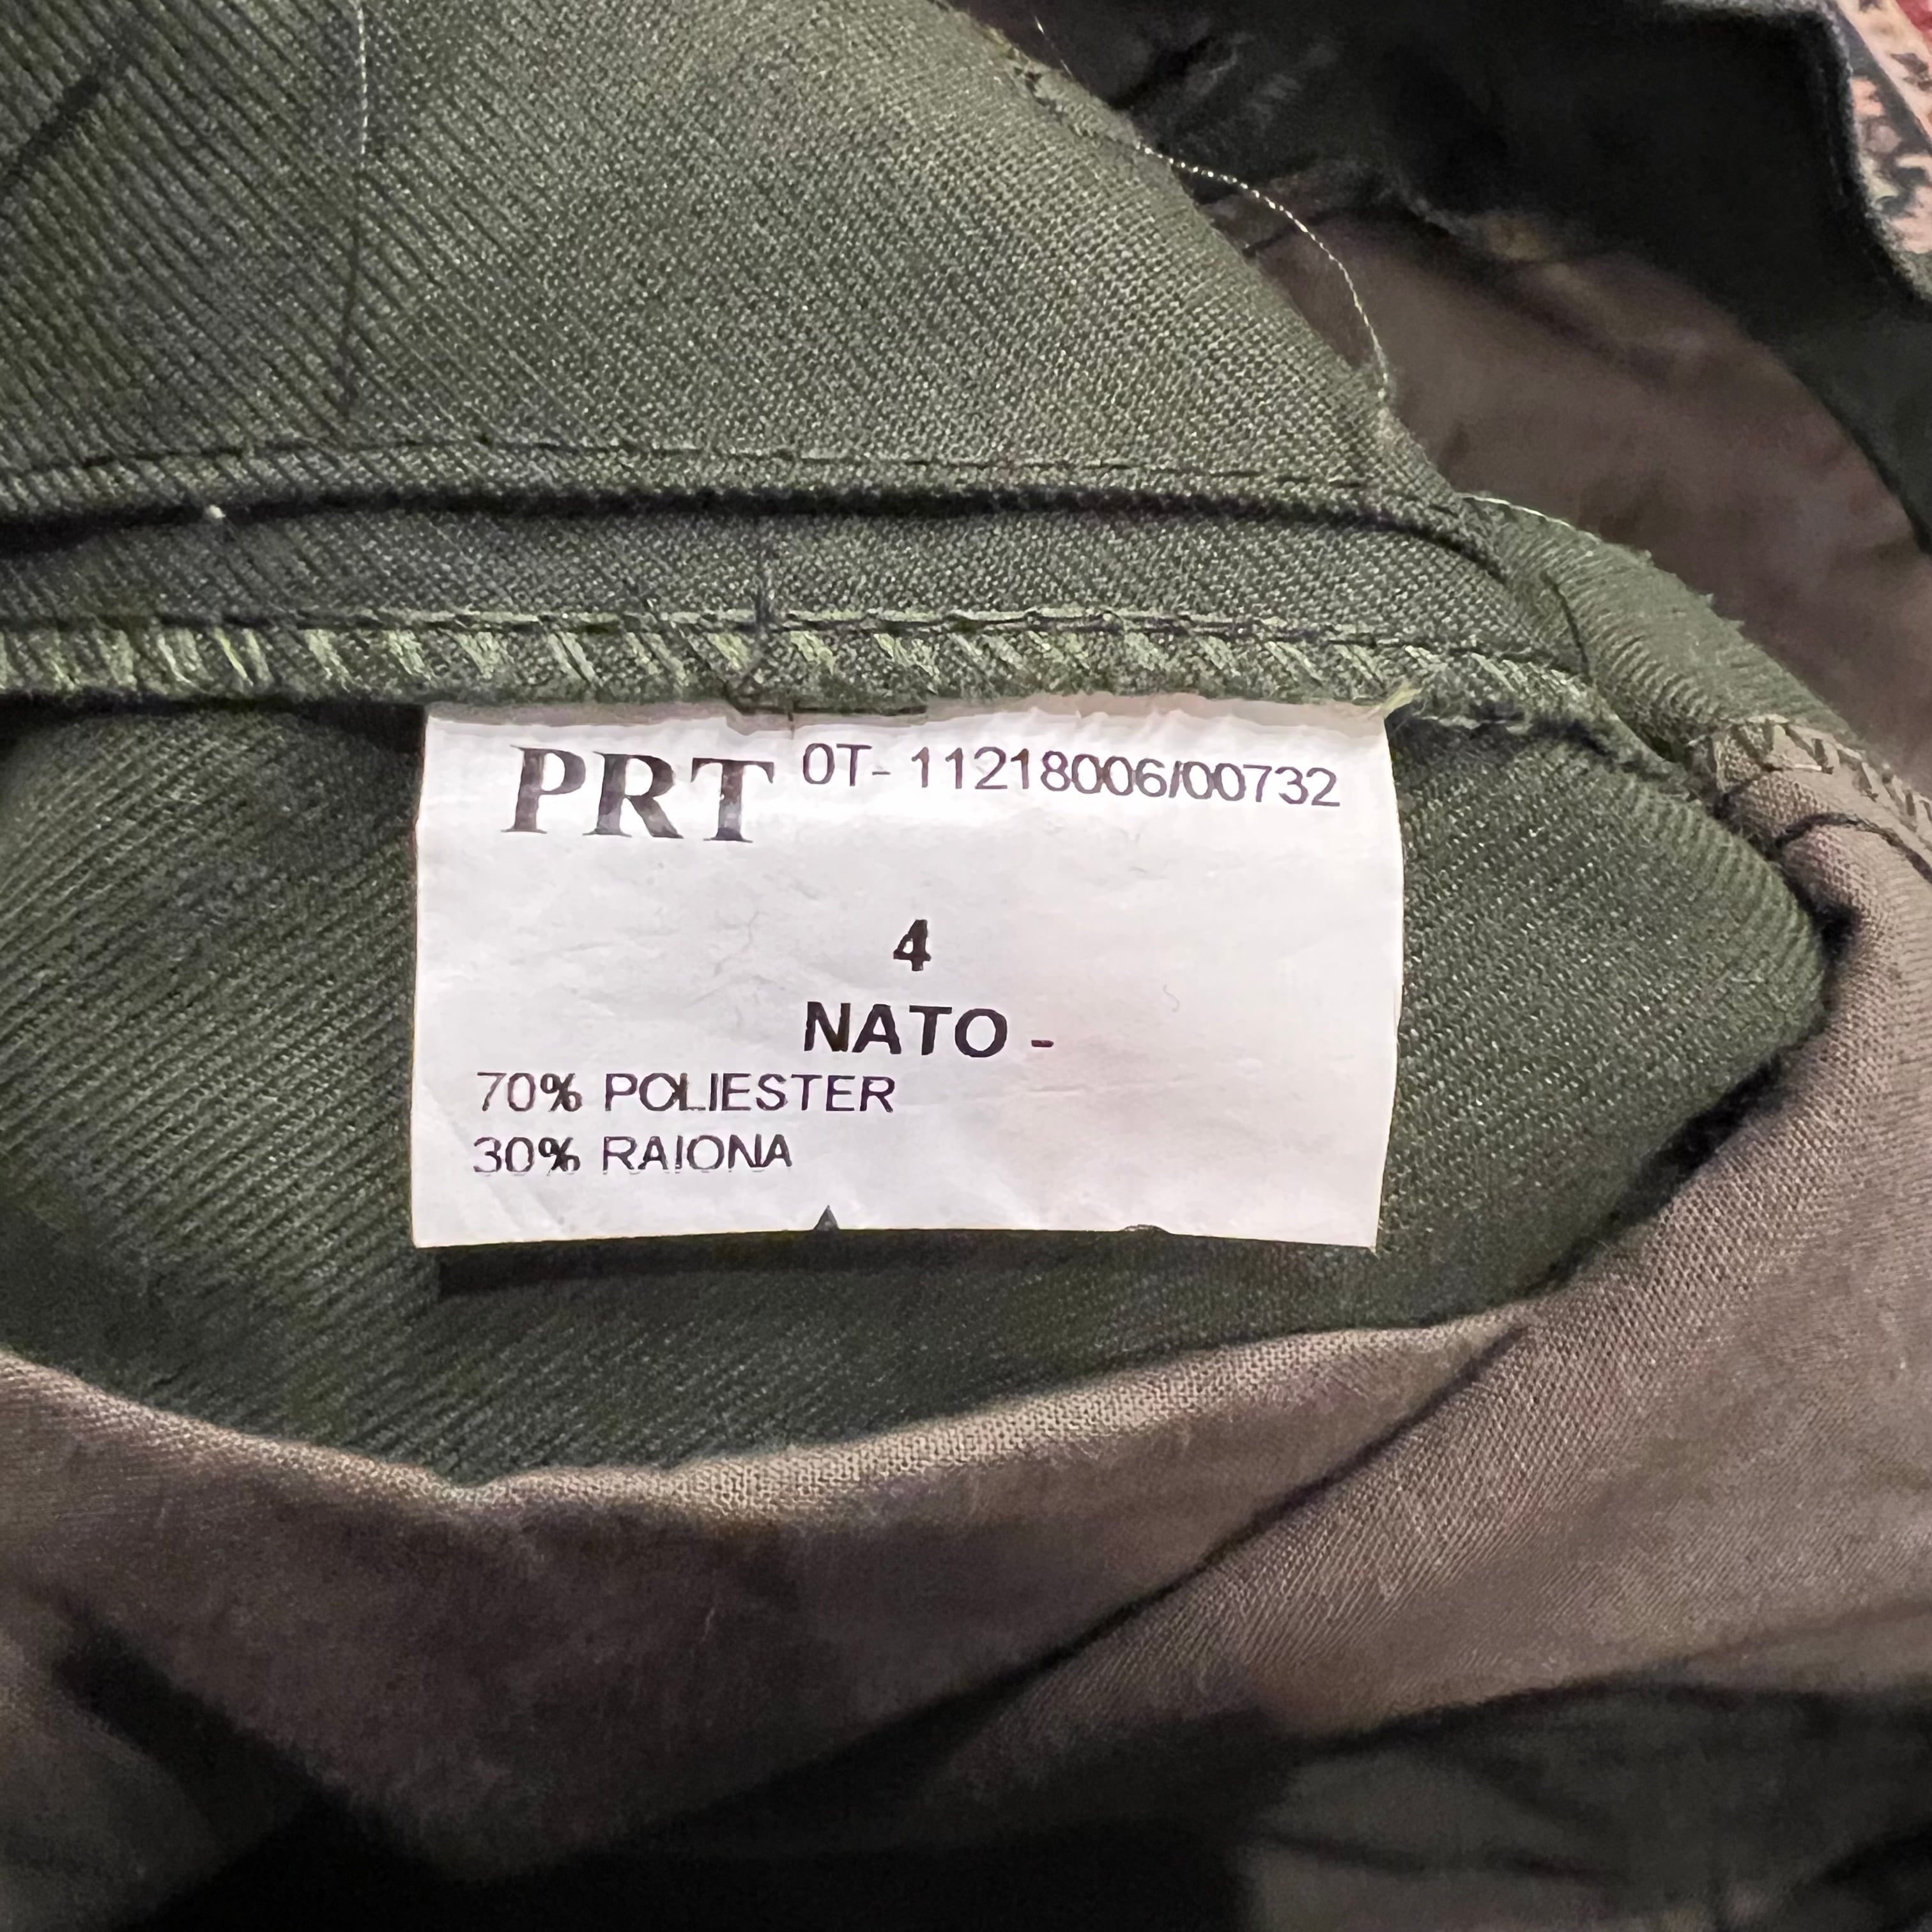 PRT 0T- 11218006/00732
4
NATO -
70% POLIESTER
30% RAIONA